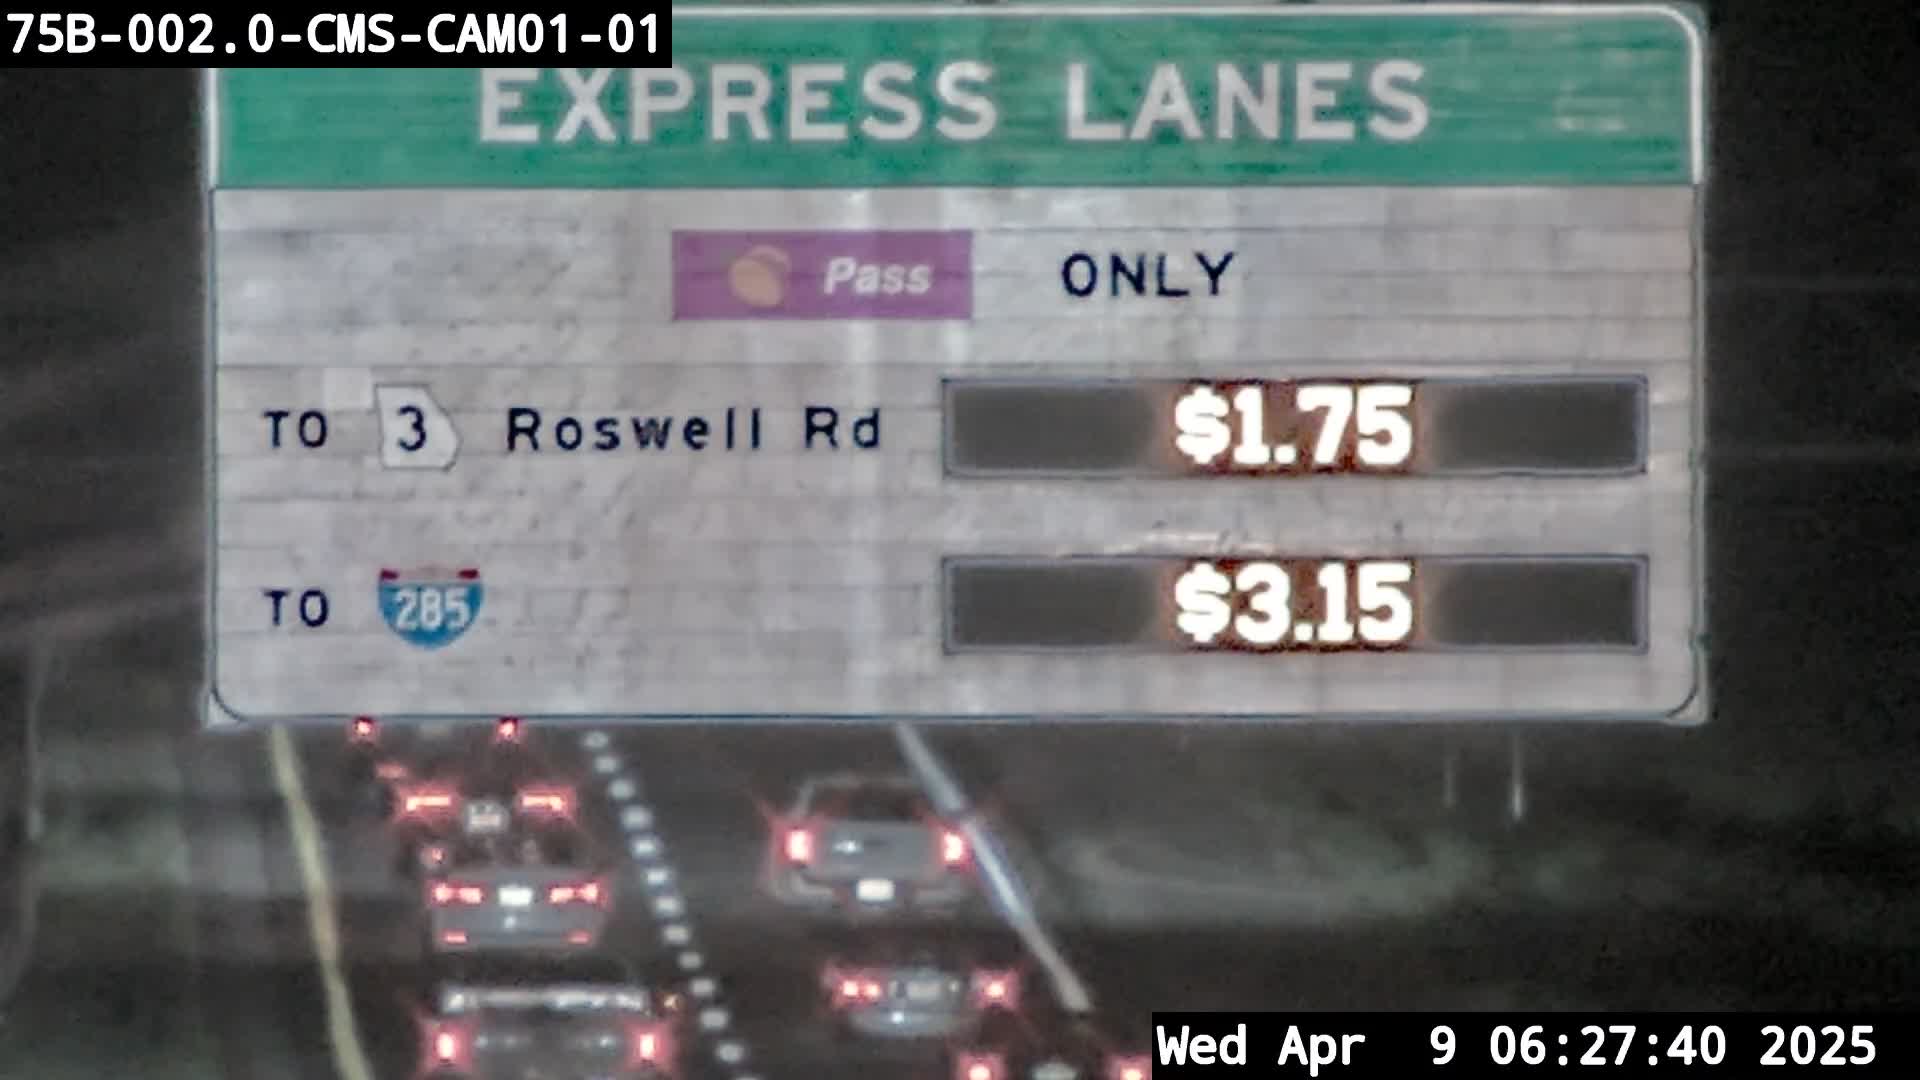 75B-002.0-CMS-CAM01-01
EXPRESS LANES
Pass ONLY
TO 3 Roswell Rd $1.75
TO 285 $3.15
Wed Apr 9 06:27:40 2025